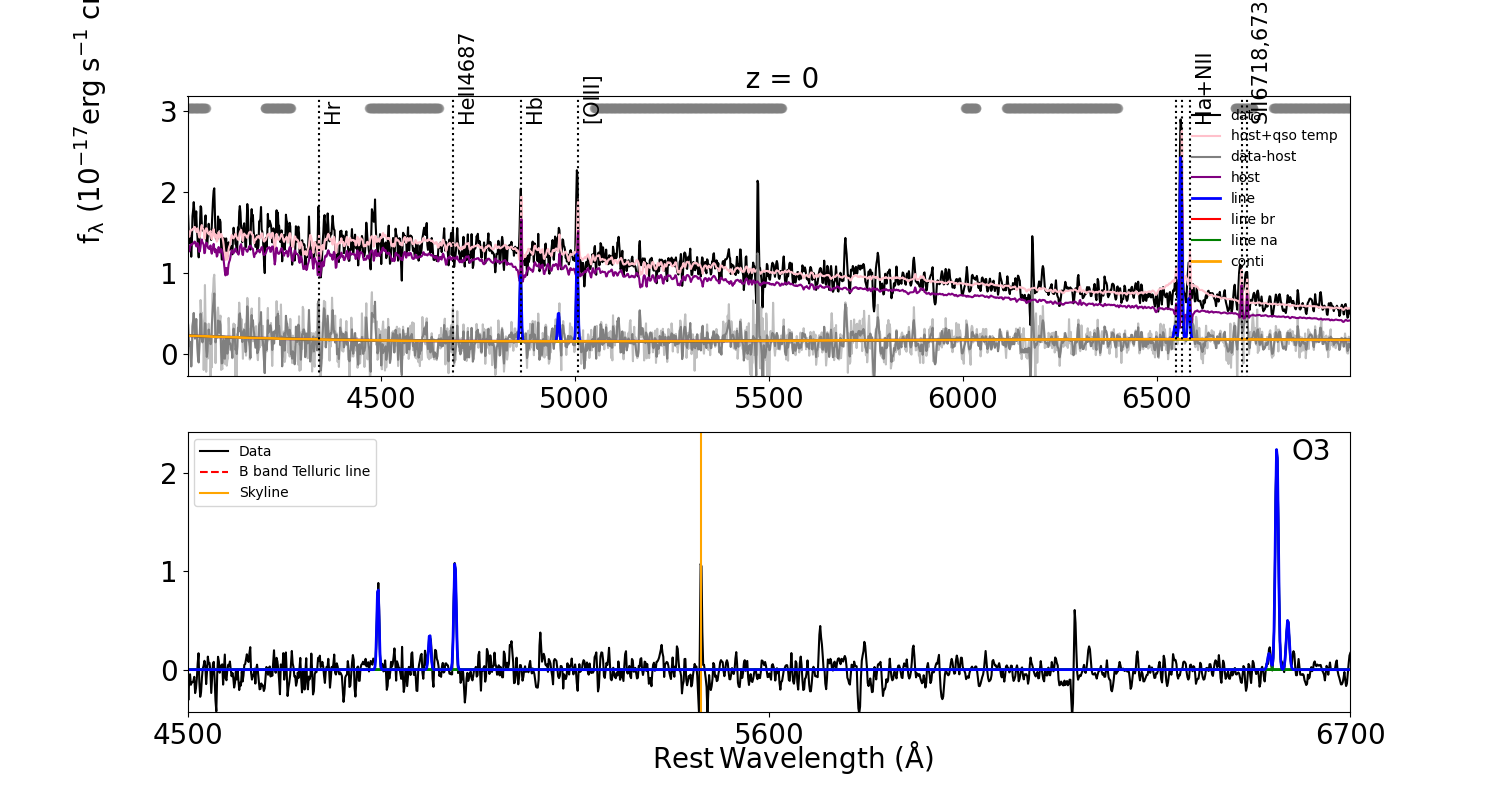 z = 0
f_λ (10^−17 erg s^−1
Hr
HeII4687
Hb
[OIII]
Ha+NII
SII6718,673
data
host+qso temp
data-host
host
line
line br
line na
conti
3
2
1
0
4500 5000 5500 6000 6500
Data
B band Telluric line
Skyline
O3
2
1
0
4500 5600 6700
Rest Wavelength (Å)